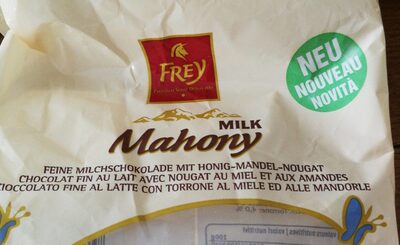 FREY
NEU
NOUVEAU
NOVITÀ
MILK
Mahony
FEINE MILCHSCHOKOLADE MIT HONIG-MANDEL-NOUGAT
CHOCOLAT FIN AU LAIT AVEC NOUGAT AU MIEL ET AUX AMANDES
CIOCCOLATO FINE AL LATTE CON TORRONE AL MIELE ED ALLE MANDORLE
100g